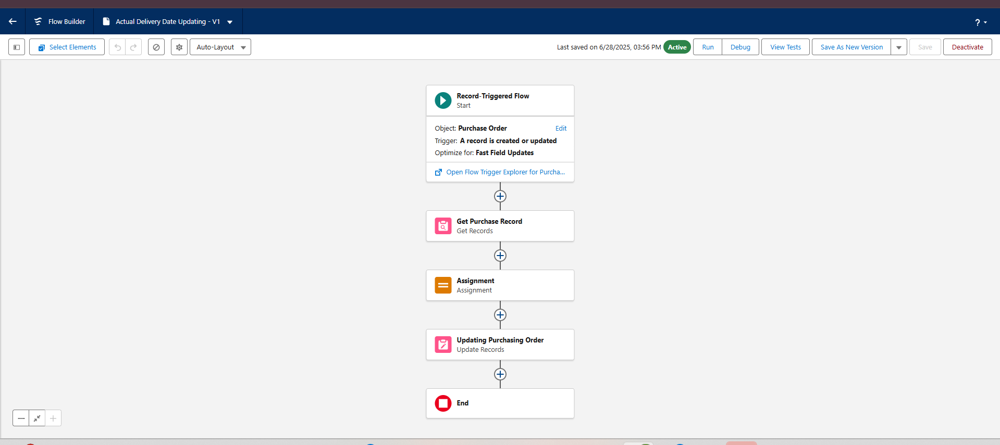 Flow Builder
Actual Delivery Date Updating - V1
?
Select Elements
Auto-Layout
Last saved on 6/28/2025, 03:56 PM
Active
Run
Debug
View Tests
Save As New Version
Save
Deactivate
Record-Triggered Flow
Start
Object: Purchase Order
Edit
Trigger: A record is created or updated
Optimize for: Fast Field Updates
Open Flow Trigger Explorer for Purcha...
Get Purchase Record
Get Records
Assignment
Assignment
Updating Purchasing Order
Update Records
End